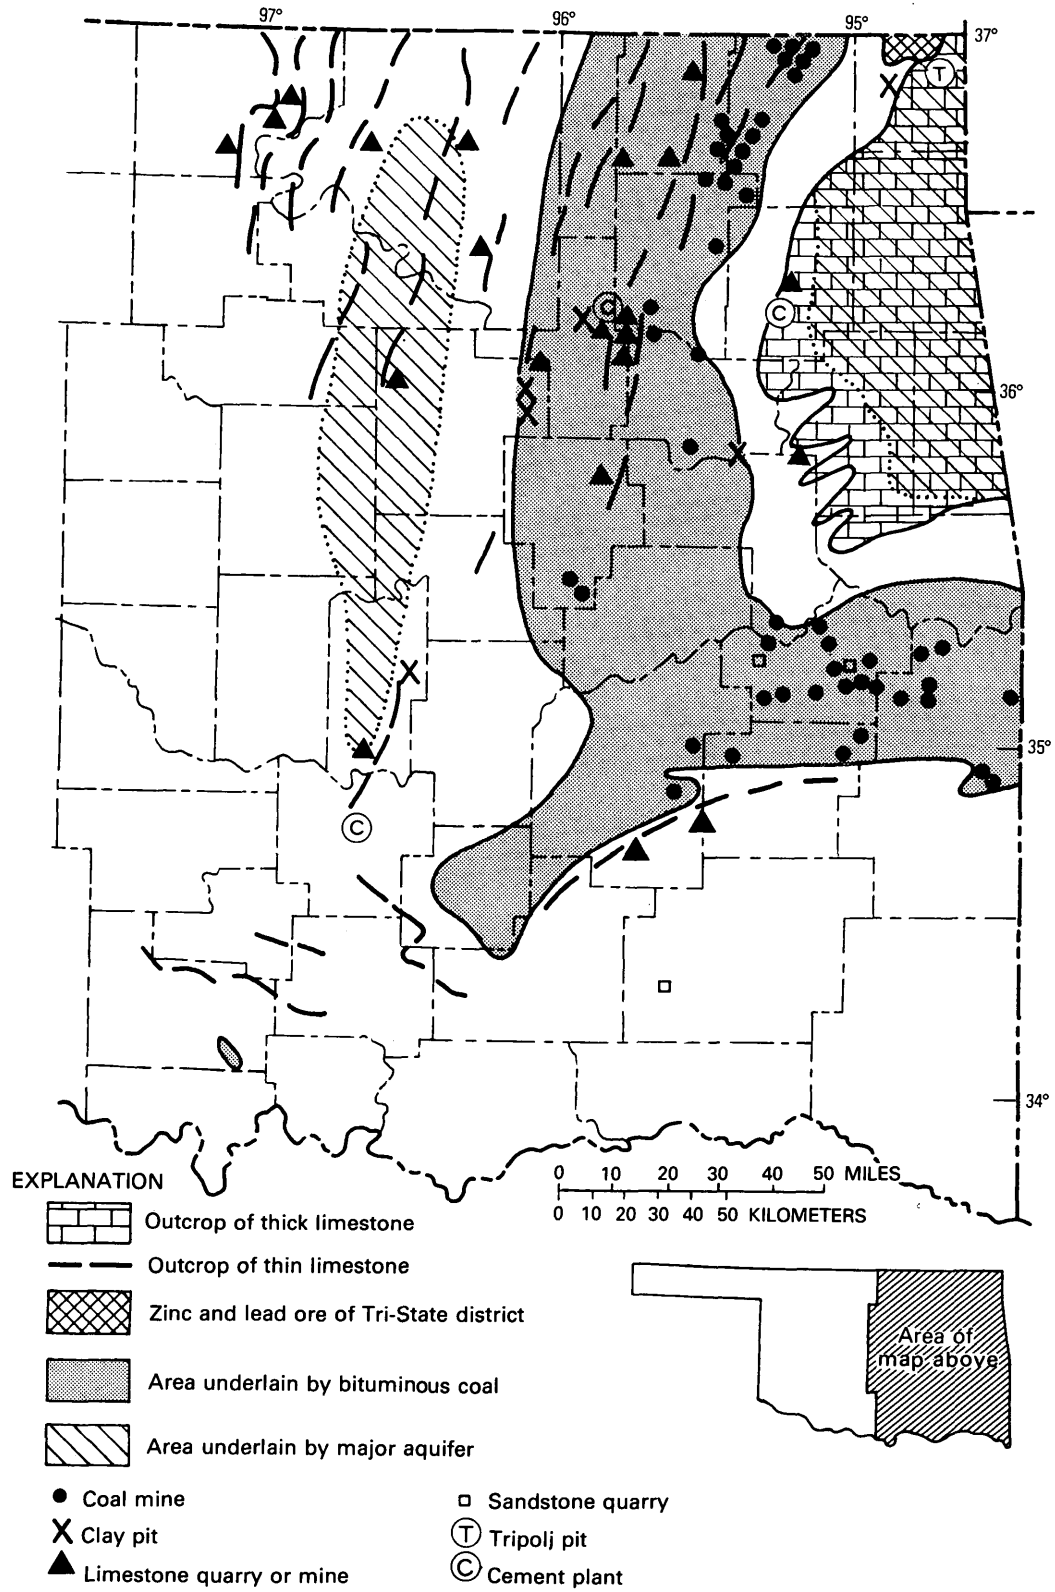 97°
96°
95°
37°
T
C
C
36°
35°
C
34°
EXPLANATION
Outcrop of thick limestone
Outcrop of thin limestone
Zinc and lead ore of Tri-State district
Area underlain by bituminous coal
Area underlain by major aquifer
Coal mine
Clay pit
Limestone quarry or mine
Sandstone quarry
T Tripolj pit
C Cement plant
0 10 20 30 40 50 MILES
0 10 20 30 40 50 KILOMETERS
Area of
map above